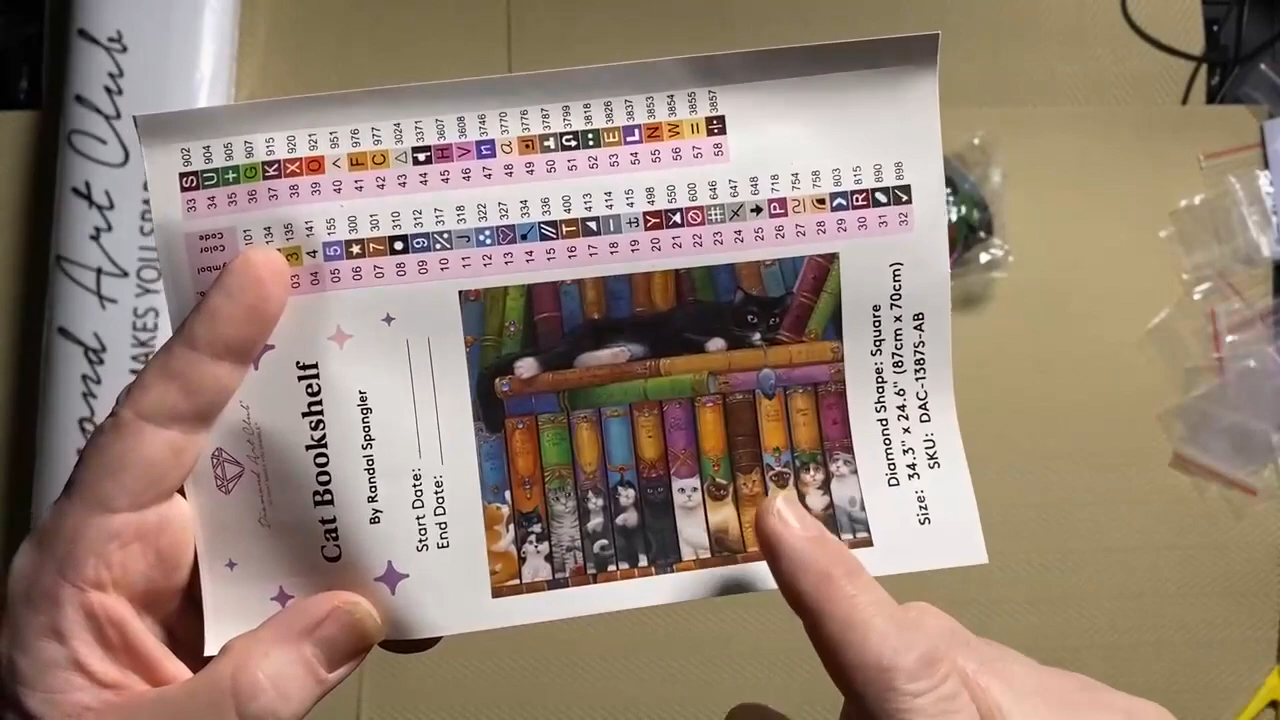 ond Art Club
Diamond Art Club
Cat Bookshelf
By Randal Spangler
Start Date:
End Date:
Color
Code
101
134
03 3 135
04 4 141
05 5 155
06 ★ 300
07 7 301
08 ● 310
09 9 312
10 % 317
11 J 318
12 322
13 ♡ 327
14 334
15 // 336
16 T 400
17 ◢ 413
18 – 414
19 415
20 Y 498
21 550
22 ⊘ 600
23 # 646
24 647
25 648
26 P 718
27 754
28 758
29 803
30 R 815
31 890
32 ✓ 898
33 S 902
34 U 904
35 + 905
36 G 907
37 K 915
38 X 920
39 O 921
40 ^ 951
41 F 976
42 C 977
43 △ 3024
44 3371
45 H 3607
46 V 3608
47 n 3746
48 a 3770
49 3776
50 3787
51 3799
52 3818
53 E 3826
54 L 3837
55 N 3853
56 W 3854
57 = 3855
58 3857
Diamond Shape: Square
Size: 34.3" x 24.6" (87cm x 70cm)
SKU: DAC-1387S-AB